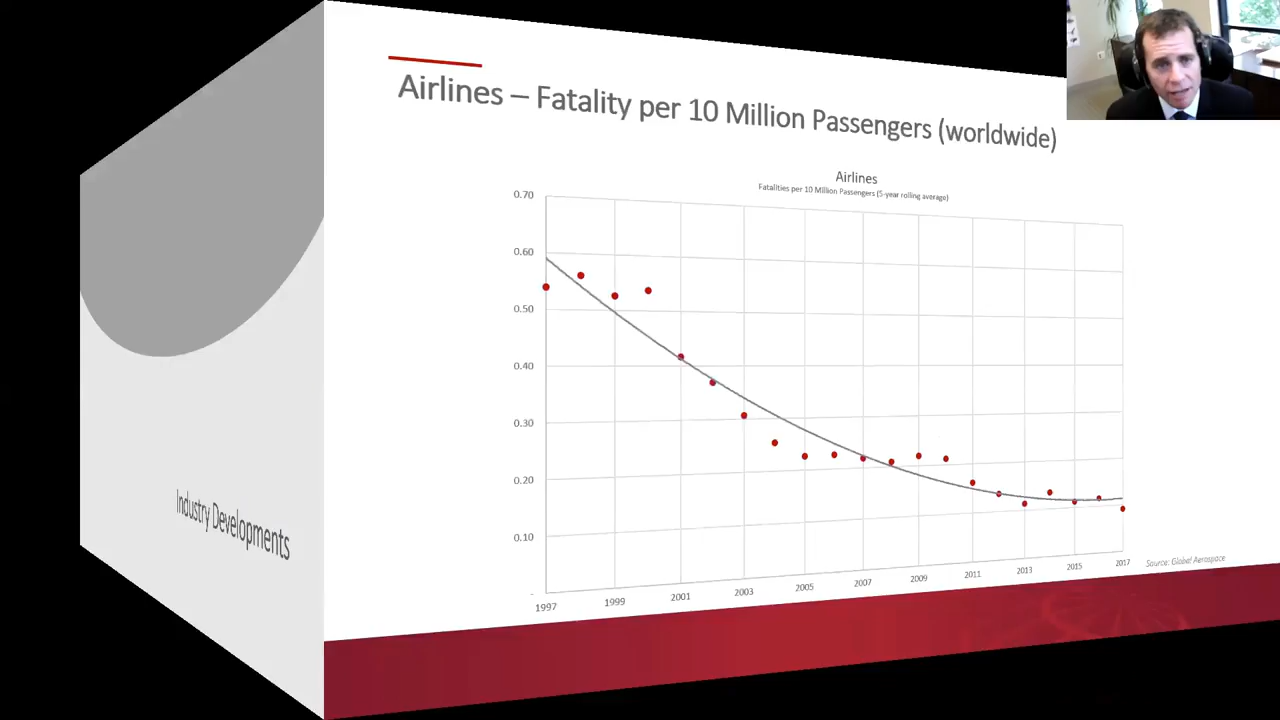 Airlines – Fatality per 10 Million Passengers (worldwide)
Airlines
Fatalities per 10 Million Passengers (5-year rolling average)
0.70
0.60
0.50
0.40
0.30
0.20
0.10
-
1997 1999 2001 2003 2005 2007 2009 2011 2013 2015 2017
Source: Global Aerospace
Industry Developments